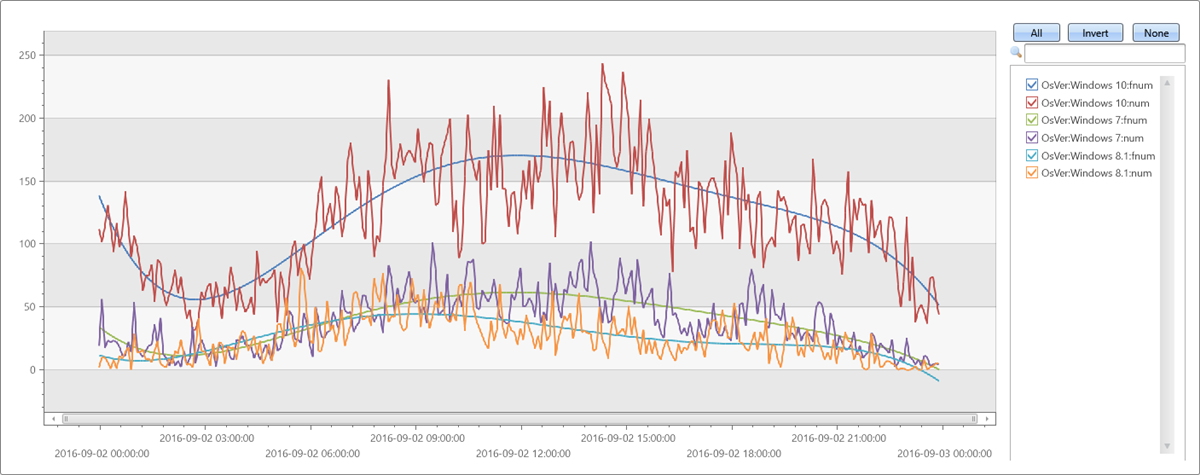 All Invert None
250
200
150
100
50
0
OsVer:Windows 10:fnum
OsVer:Windows 10:num
OsVer:Windows 7:fnum
OsVer:Windows 7:num
OsVer:Windows 8.1:fnum
OsVer:Windows 8.1:num
2016-09-02 03:00:00 2016-09-02 09:00:00 2016-09-02 15:00:00 2016-09-02 21:00:00
2016-09-02 00:00:00 2016-09-02 06:00:00 2016-09-02 12:00:00 2016-09-02 18:00:00 2016-09-03 00:00:00